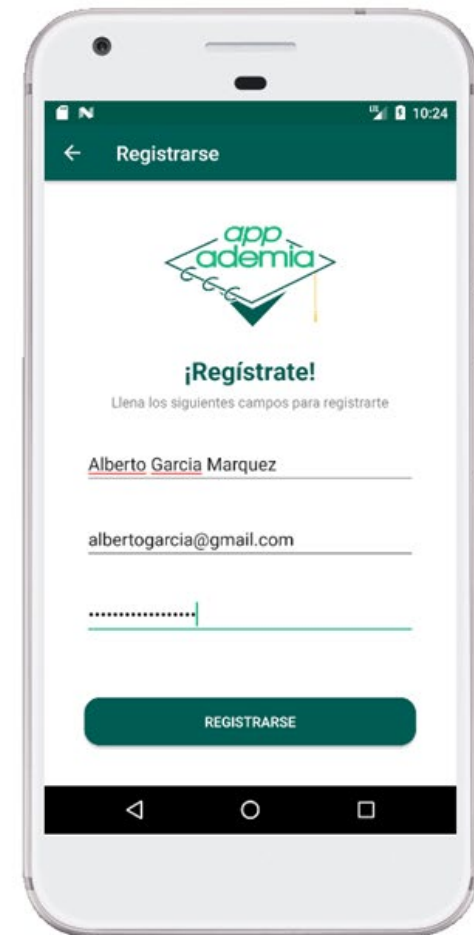 10:24
Registrarse
app
ademia
¡Regístrate!
Llena los siguientes campos para registrarte
Alberto Garcia Marquez
albertogarcia@gmail.com
••••••••••••••••••
REGISTRARSE